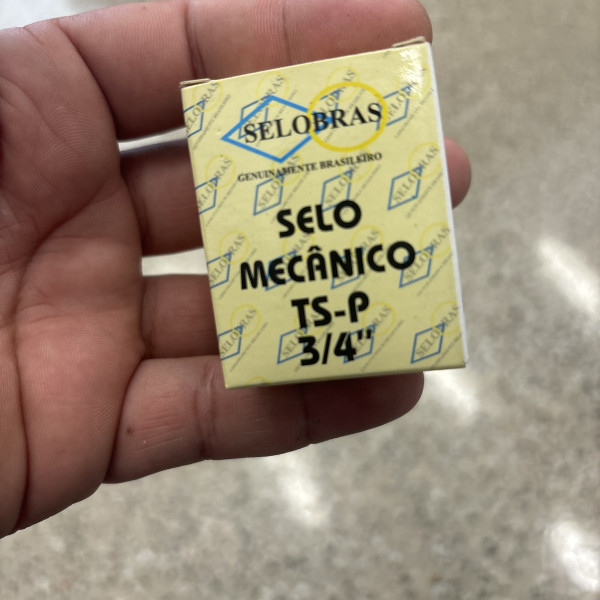 SELOBRAS
GENUINAMENTE BRASILEIRO
SELO
MECÂNICO
TS-P
3/4"